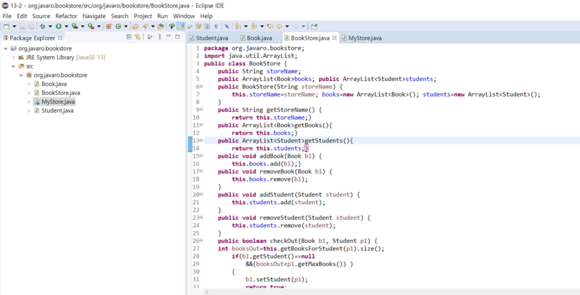 13-2 - org.javaro.bookstore/src/org/javaro/bookstore/BookStore.java - Eclipse IDE
File Edit Source Refactor Navigate Search Project Run Window Help
Package Explorer
org.javaro.bookstore
JRE System Library [JavaSE-13]
src
org.javaro.bookstore
Book.java
BookStore.java
MyStore.java
Student.java
Student.java Book.java BookStore.java MyStore.java
1 package org.javaro.bookstore;
2 import java.util.ArrayList;
3 public class BookStore {
4 public String storeName;
5 public ArrayList<Book>books; public ArrayList<Student>students;
6 public BookStore(String storeName) {
7 this.storeName=storeName; books=new ArrayList<Book>(); students=new ArrayList<Student>();
8 }
9 public String getStoreName() {
10 return this.storeName;}
11 public ArrayList<Book>getBooks(){
12 return this.books;}
13 public ArrayList<Student>getStudents(){
14 return this.students;}
15 public void addBook(Book b1) {
16 this.books.add(b1);}
17 public void removeBook(Book b1) {
18 this.books.remove(b1);
19 }
20 public void addStudent(Student student) {
21 this.students.add(student);
22 }
23 public void removeStudent(Student student) {
24 this.students.remove(student);
25 }
26 public boolean checkOut(Book b1, Student p1) {
27 int booksOut=this.getBooksForStudent(p1).size();
28 if(b1.getStudent()==null
29 &&(booksOut<p1.getMaxBooks()) )
30 {
31 b1.setStudent(p1);
32 return true;